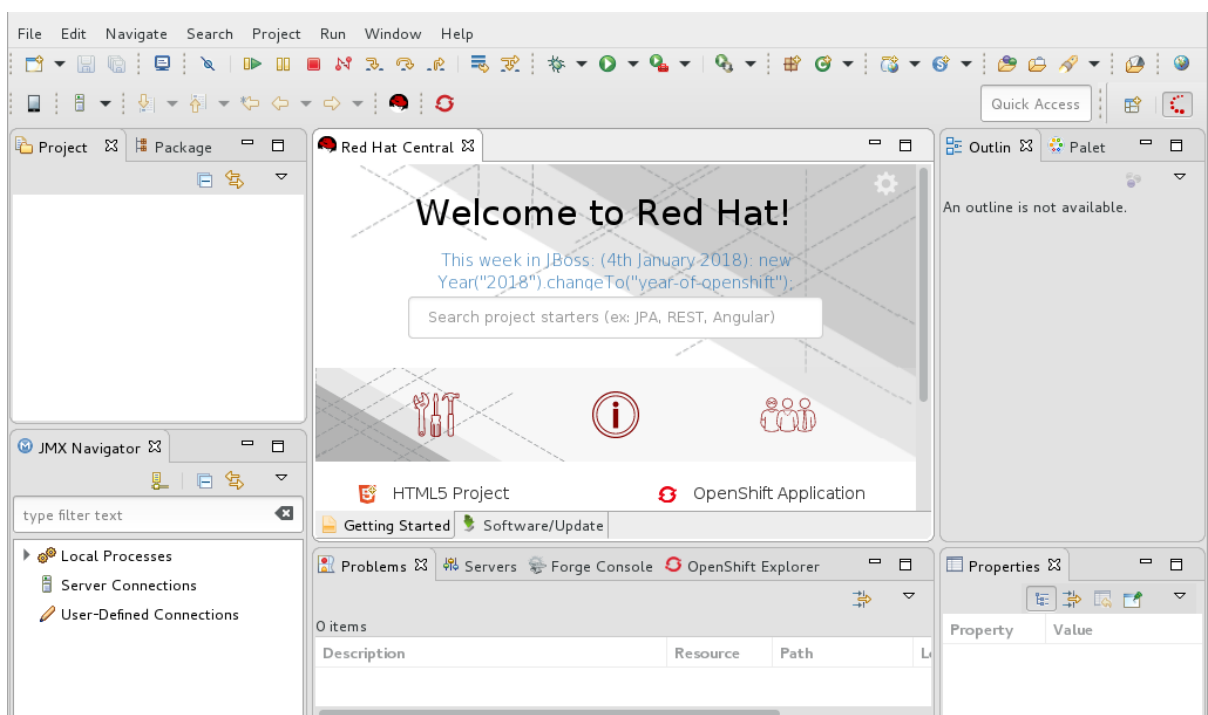 File Edit Navigate Search Project Run Window Help
Quick Access
Project
Package
Red Hat Central
Outlin
Palet
Welcome to Red Hat!
This week in JBoss: (4th January 2018): new
Year("2018").changeTo("year-of-openshift");
Search project starters (ex: JPA, REST, Angular)
An outline is not available.
HTML5 Project
OpenShift Application
Getting Started
Software/Update
JMX Navigator
type filter text
Local Processes
Server Connections
User-Defined Connections
Problems
Servers
Forge Console
OpenShift Explorer
0 items
Description Resource Path
Properties
Property Value